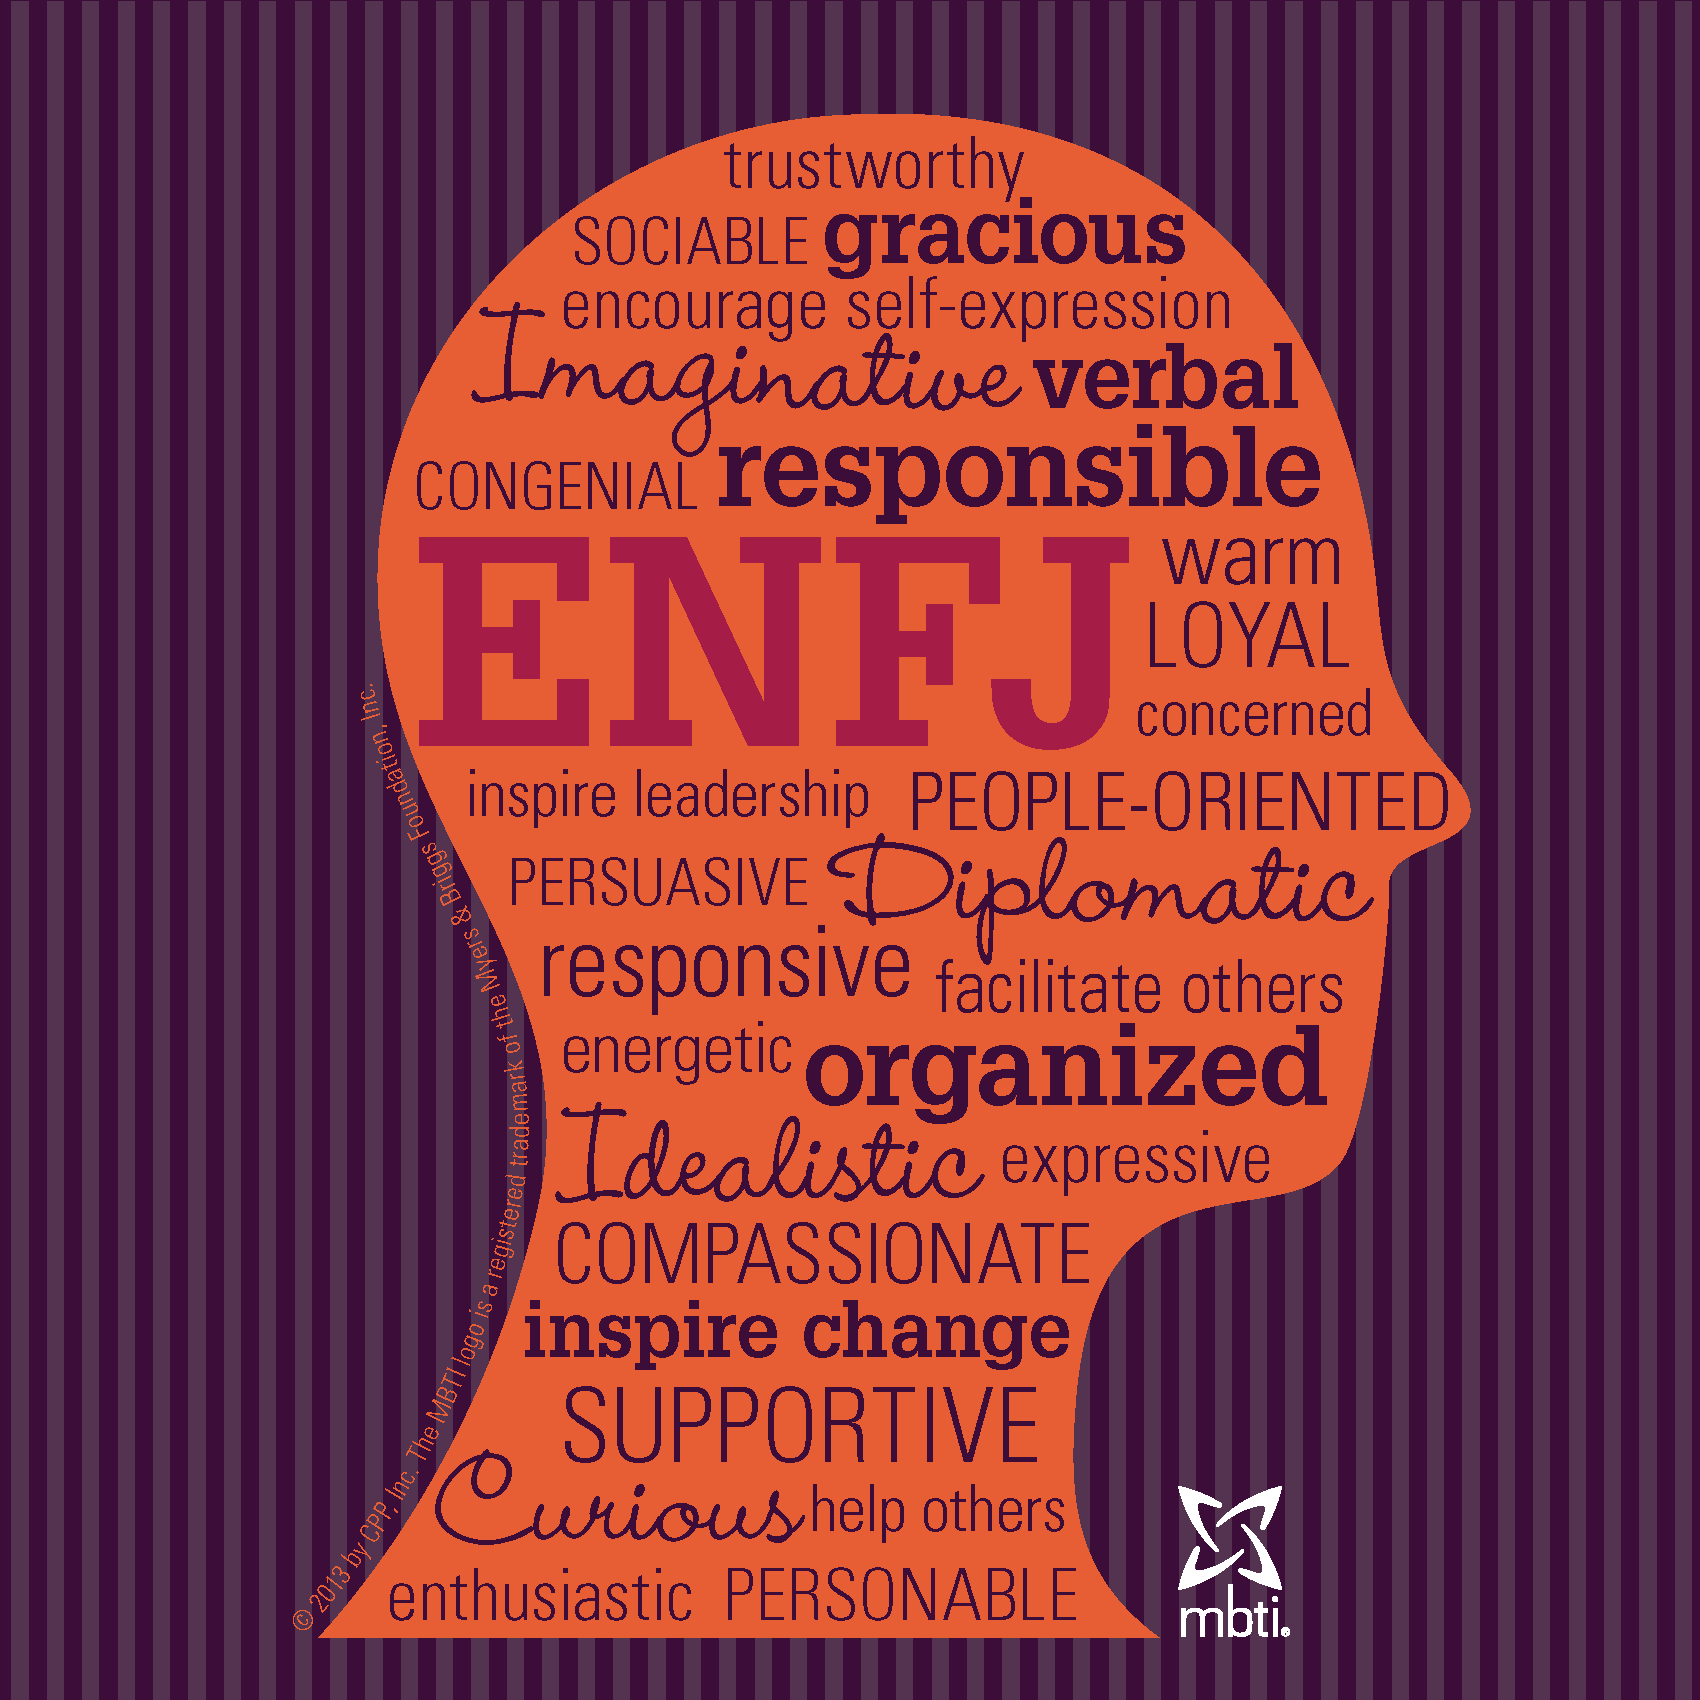 trustworthy
SOCIABLE gracious
encourage self-expression
Imaginative verbal
CONGENIAL responsible
ENFJ
warm
LOYAL
concerned
inspire leadership PEOPLE-ORIENTED
PERSUASIVE Diplomatic
responsive facilitate others
energetic organized
Idealistic expressive
COMPASSIONATE
inspire change
SUPPORTIVE
Curious help others
enthusiastic PERSONABLE
© 2013 by CPP, Inc. The MBTI logo is a registered trademark of the Myers & Briggs Foundation, Inc.
mbti®